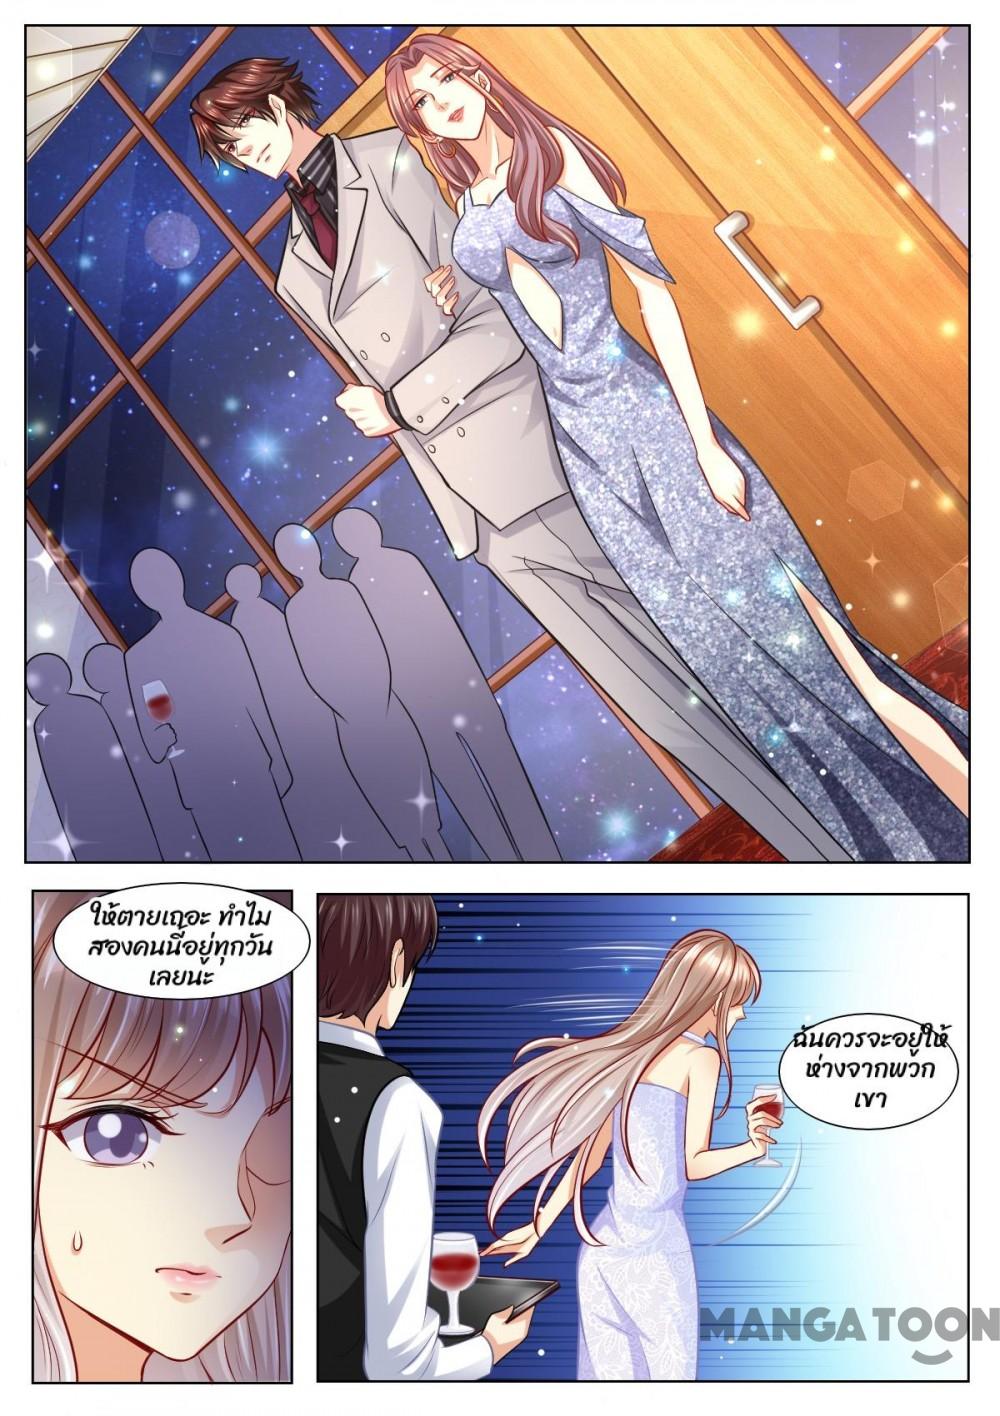 ให้ตายเถอะ ทำไม
สองคนนี้อยู่ทุกวัน
เลยนะ
ฉันควรจะอยู่ให้
ห่างจากพวก
เขา
MANGATOON